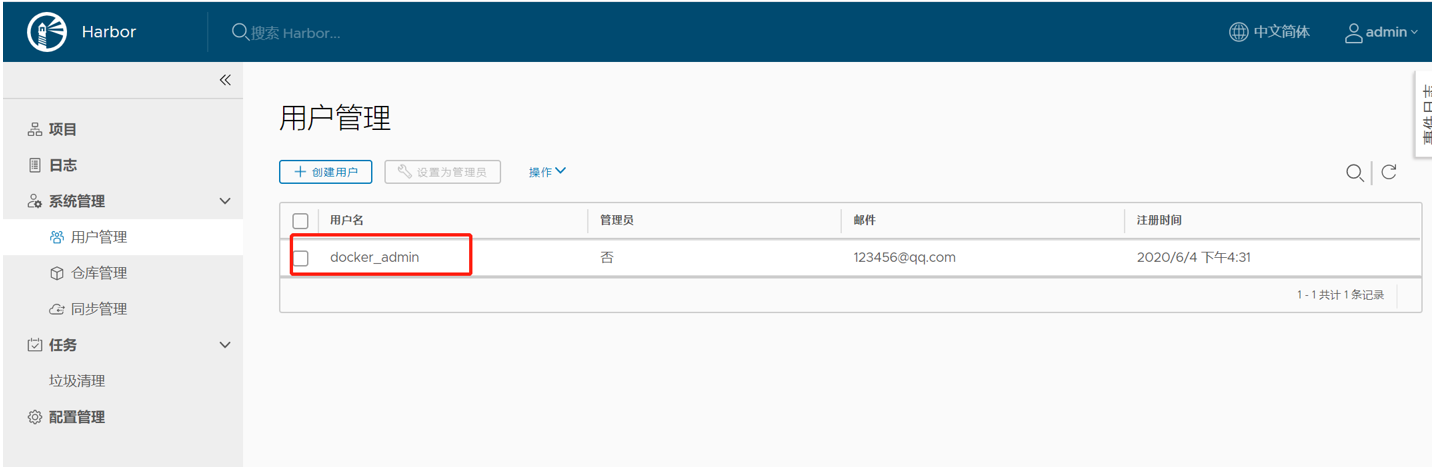 Harbor
搜索 Harbor...
中文简体
admin
事件日志
项目
日志
系统管理
用户管理
仓库管理
同步管理
任务
垃圾清理
配置管理
用户管理
创建用户
设置为管理员
操作
用户名 管理员 邮件 注册时间
docker_admin 否 123456@qq.com 2020/6/4 下午4:31
1 - 1 共计 1 条记录